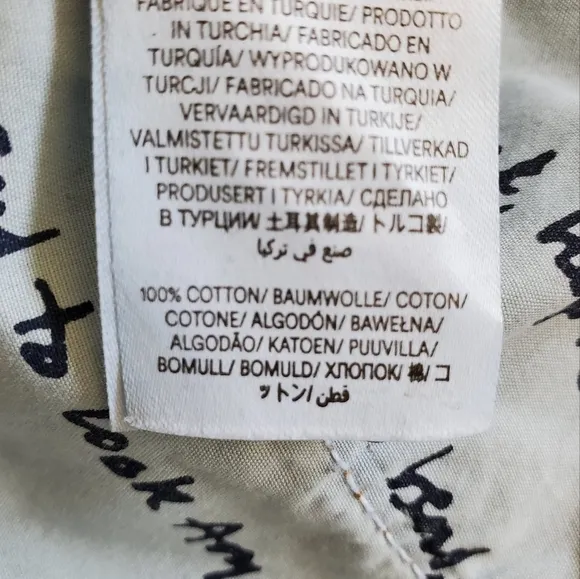 FABRIQUÉ EN TURQUIE/ PRODOTTO
IN TURCHIA/ FABRICADO EN
TURQUÍA/ WYPRODUKOWANO W
TURCJI/ FABRICADO NA TURQUIA/
VERVAARDIGD IN TURKIJE/
VALMISTETTU TURKISSA/ TILLVERKAD
I TURKIET/ FREMSTILLET I TYRKIET/
PRODUSERT I TYRKIA/ СДЕЛАНО
В ТУРЦИИ/ 土耳其制造/ トルコ製/
صنع في تركيا
100% COTTON/ BAUMWOLLE/ COTON/
COTONE/ ALGODÓN/ BAWEŁNA/
ALGODÃO/ KATOEN/ PUUVILLA/
BOMULL/ BOMULD/ ХЛОПОК/ 棉/ コ
ットン/ قطن
Look